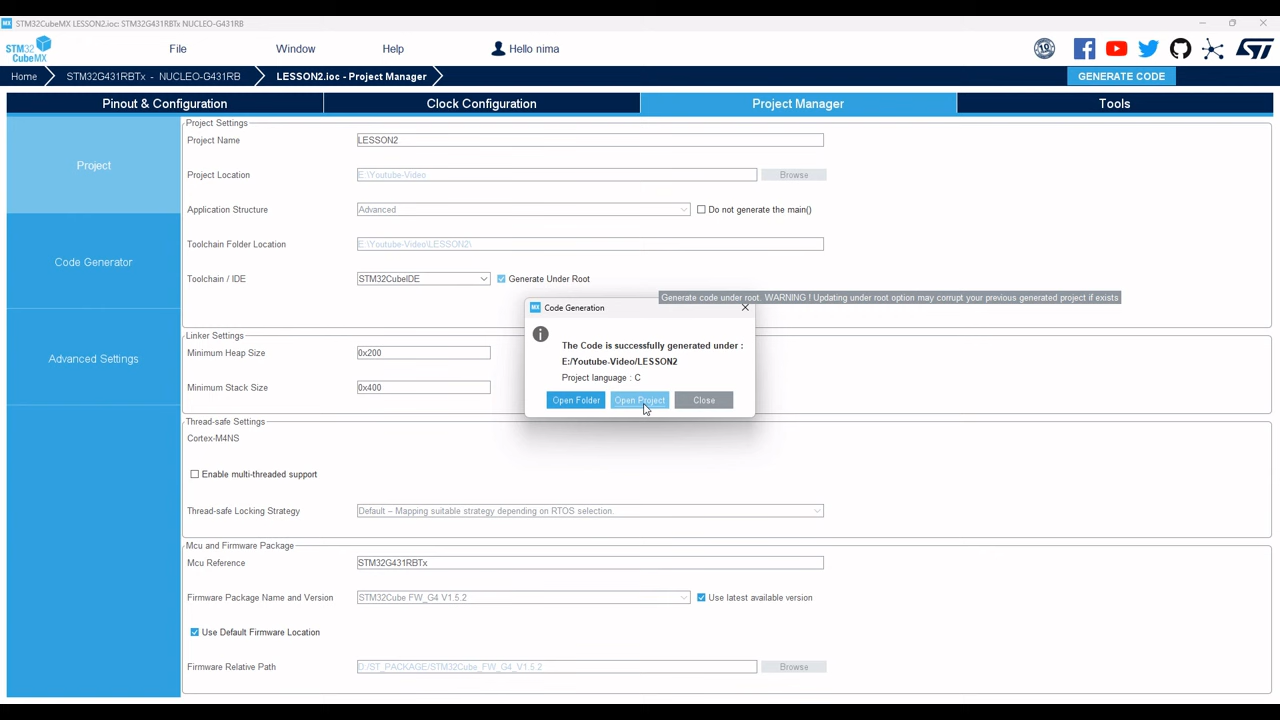 MX STM32CubeMX LESSON2.ioc: STM32G431RBTx NUCLEO-G431RB
STM32
CubeMX
File
Window
Help
Hello nima
10
Home
STM32G431RBTx - NUCLEO-G431RB
LESSON2.ioc - Project Manager
GENERATE CODE
Pinout & Configuration
Clock Configuration
Project Manager
Tools
Project
Code Generator
Advanced Settings
Project Settings
Project Name
LESSON2
Project Location
E:\Youtube-Video
Browse
Application Structure
Advanced
Do not generate the main()
Toolchain Folder Location
E:\Youtube-Video\LESSON2\
Toolchain / IDE
STM32CubeIDE
Generate Under Root
Generate code under root. WARNING ! Updating under root option may corrupt your previous generated project if exists
MX Code Generation
The Code is successfully generated under :
E:/Youtube-Video/LESSON2
Project language : C
Open Folder
Open Project
Close
Linker Settings
Minimum Heap Size
0x200
Minimum Stack Size
0x400
Thread-safe Settings
Cortex-M4NS
Enable multi-threaded support
Thread-safe Locking Strategy
Default – Mapping suitable strategy depending on RTOS selection.
Mcu and Firmware Package
Mcu Reference
STM32G431RBTx
Firmware Package Name and Version
STM32Cube FW_G4 V1.5.2
Use latest available version
Use Default Firmware Location
Firmware Relative Path
D:/ST_PACKAGE/STM32Cube_FW_G4_V1.5.2
Browse